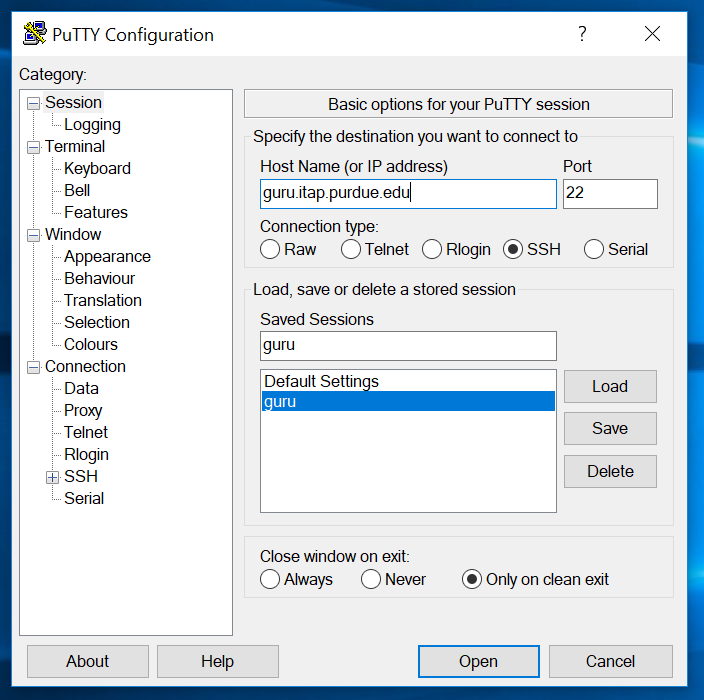 PuTTY Configuration
?
Category:
Session
Logging
Terminal
Keyboard
Bell
Features
Window
Appearance
Behaviour
Translation
Selection
Colours
Connection
Data
Proxy
Telnet
Rlogin
SSH
Serial
Basic options for your PuTTY session
Specify the destination you want to connect to
Host Name (or IP address) Port
guru.itap.purdue.edu 22
Connection type:
Raw Telnet Rlogin SSH Serial
Load, save or delete a stored session
Saved Sessions
guru
Default Settings
guru
Load
Save
Delete
Close window on exit:
Always Never Only on clean exit
About Help Open Cancel